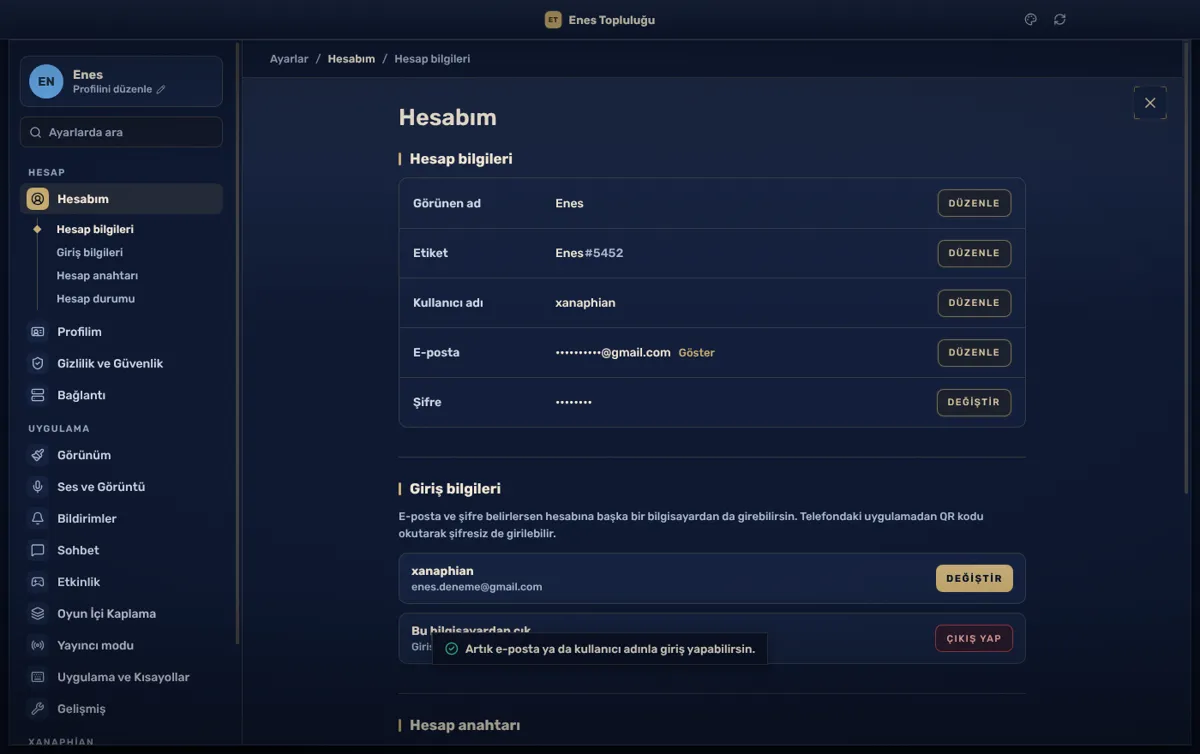 ET Enes Topluluğu
EN
Enes
Profilini düzenle
Ayarlarda ara
HESAP
Hesabım
Hesap bilgileri
Giriş bilgileri
Hesap anahtarı
Hesap durumu
Profilim
Gizlilik ve Güvenlik
Bağlantı
UYGULAMA
Görünüm
Ses ve Görüntü
Bildirimler
Sohbet
Etkinlik
Oyun İçi Kaplama
Yayıncı modu
Uygulama ve Kısayollar
Gelişmiş
XANAPHİAN
Ayarlar / Hesabım / Hesap bilgileri
Hesabım
Hesap bilgileri
Görünen ad Enes DÜZENLE
Etiket Enes#5452 DÜZENLE
Kullanıcı adı xanaphian DÜZENLE
E-posta ••••••••••@gmail.com Göster DÜZENLE
Şifre •••••••• DEĞİŞTİR
Giriş bilgileri
E-posta ve şifre belirlersen hesabına başka bir bilgisayardan da girebilirsin. Telefondaki uygulamadan QR kodu
okutarak şifresiz de girilebilir.
xanaphian
enes.deneme@gmail.com
DEĞİŞTİR
Bu bilgisayardan çık
ÇIKIŞ YAP
Artık e-posta ya da kullanıcı adınla giriş yapabilirsin.
Hesap anahtarı